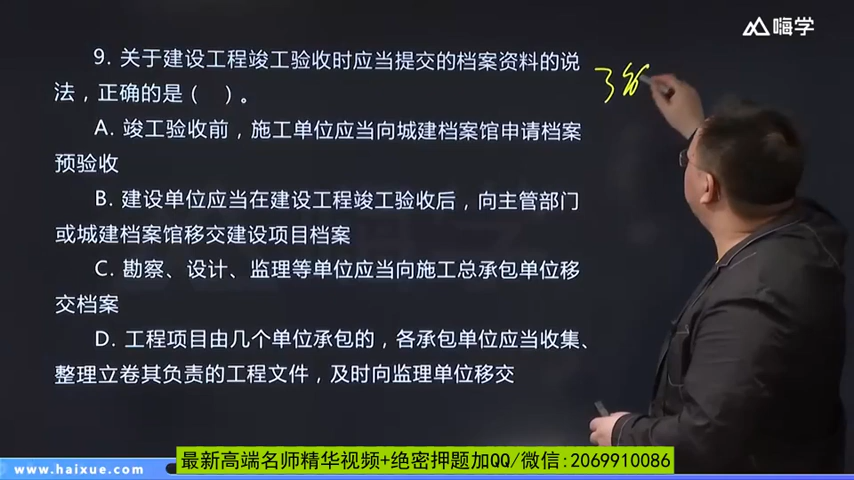 嗨学
9. 关于建设工程竣工验收时应当提交的档案资料的说
法，正确的是（　）。
A. 竣工验收前，施工单位应当向城建档案馆申请档案
预验收
B. 建设单位应当在建设工程竣工验收后，向主管部门
或城建档案馆移交建设项目档案
C. 勘察、设计、监理等单位应当向施工总承包单位移
交档案
D. 工程项目由几个单位承包的，各承包单位应当收集、
整理立卷其负责的工程文件，及时向监理单位移交
www.haixue.com
最新高端名师精华视频+绝密押题加QQ/微信:2069910086